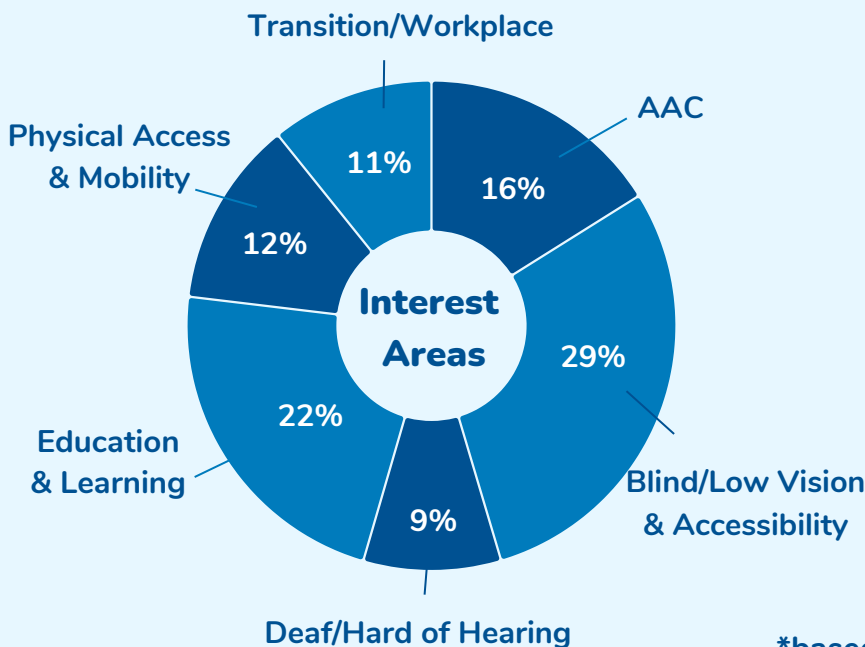 Transition/Workplace
AAC
Physical Access
& Mobility
11%
16%
12%
Interest
Areas
29%
22%
Education
& Learning
Blind/Low Vision
& Accessibility
9%
Deaf/Hard of Hearing